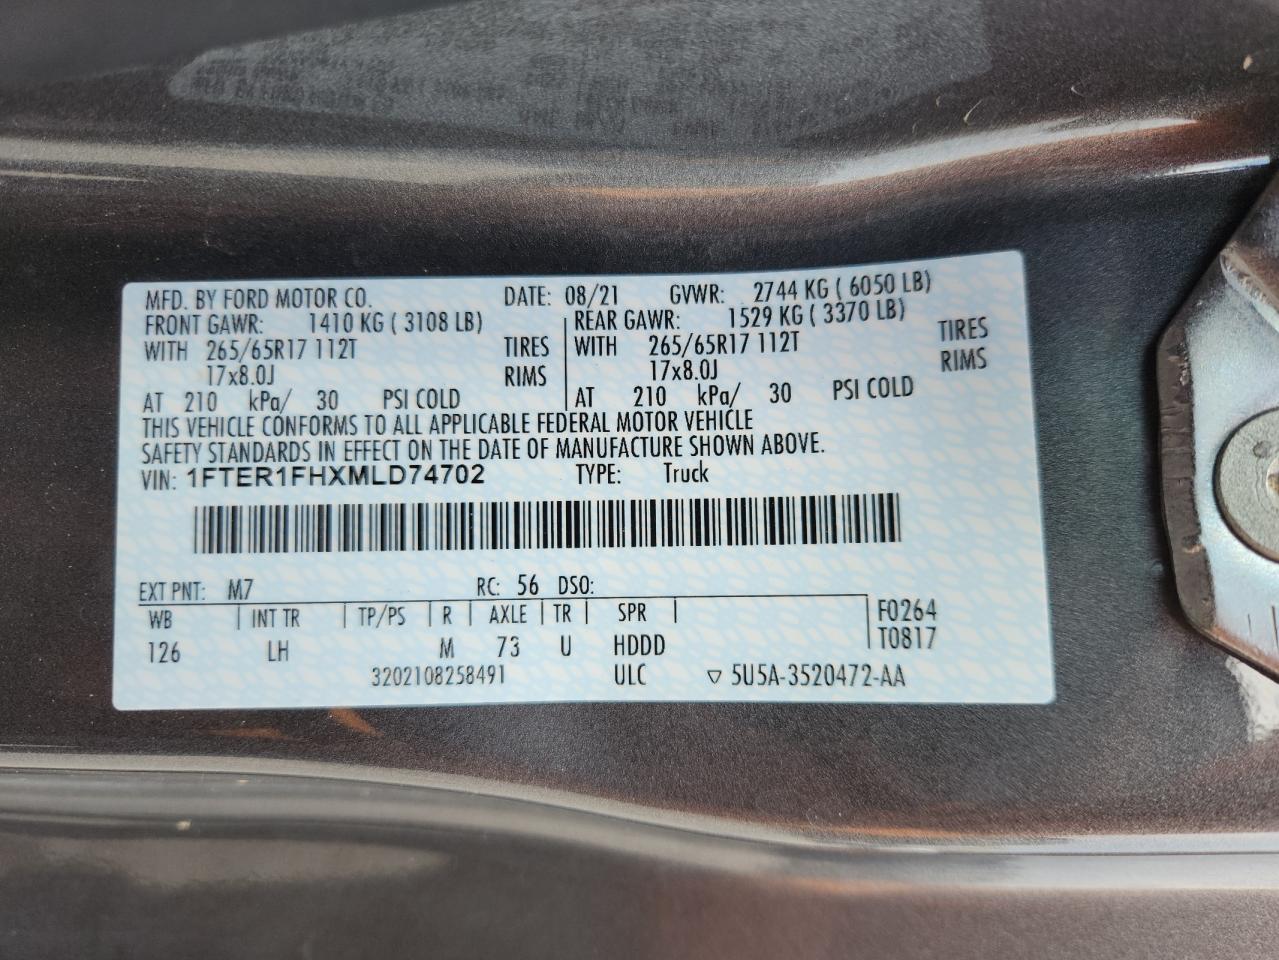 MFD. BY FORD MOTOR CO. DATE: 08/21 GVWR: 2744 KG ( 6050 LB)
FRONT GAWR: 1410 KG ( 3108 LB) REAR GAWR: 1529 KG ( 3370 LB)
WITH 265/65R17 112T TIRES WITH 265/65R17 112T TIRES
17x8.0J RIMS 17x8.0J RIMS
AT 210 kPa/ 30 PSI COLD AT 210 kPa/ 30 PSI COLD
THIS VEHICLE CONFORMS TO ALL APPLICABLE FEDERAL MOTOR VEHICLE
SAFETY STANDARDS IN EFFECT ON THE DATE OF MANUFACTURE SHOWN ABOVE.
VIN: 1FTER1FHXMLD74702 TYPE: Truck
EXT PNT: M7 RC: 56 DSO:
WB INT TR TP/PS R AXLE TR SPR F0264
126 LH M 73 U HDDD T0817
3202108258491 ULC ▽ 5U5A-3520472-AA